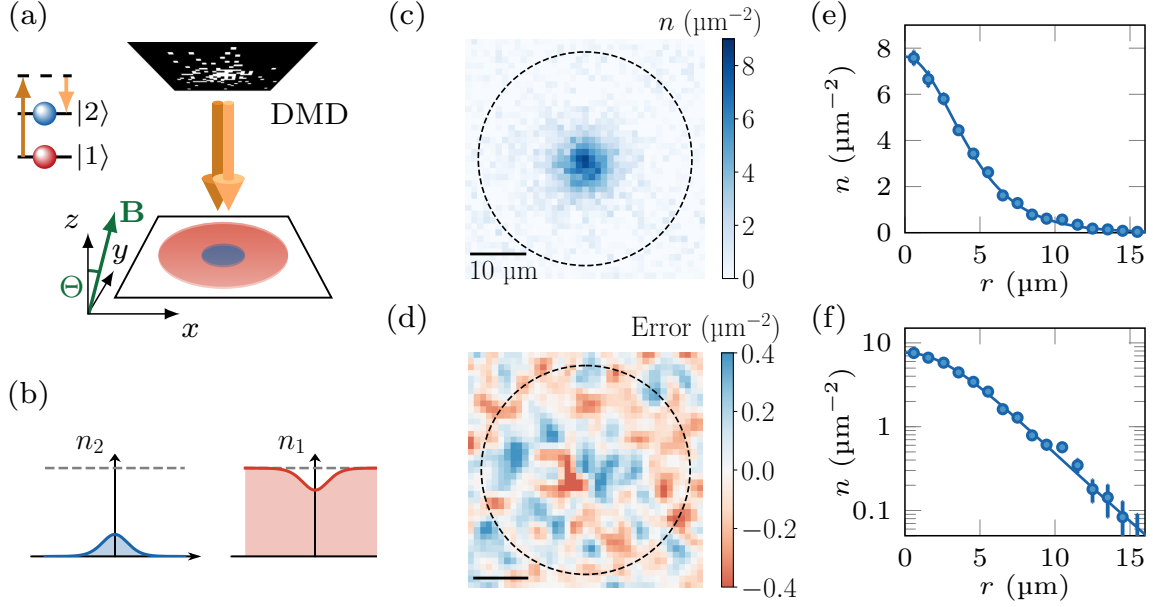 (a)
DMD
|2⟩
|1⟩
z
B
y
Θ
x
(b)
n₂
n₁
(c)
n (µm⁻²)
8
6
4
2
0
10 µm
(d)
Error (µm⁻²)
0.4
0.2
0.0
−0.2
−0.4
(e)
8
6
4
2
0
n (µm⁻²)
0 5 10 15
r (µm)
(f)
10
1
0.1
n (µm⁻²)
0 5 10 15
r (µm)